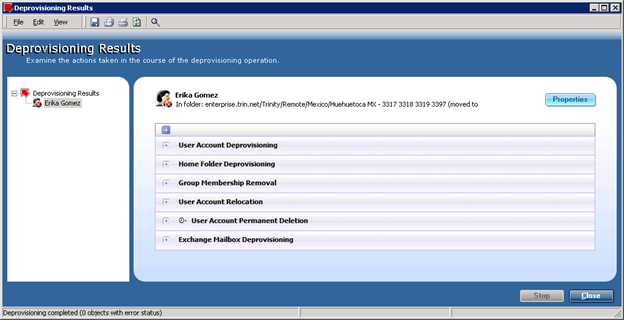 Deprovisioning Results
File Edit View
Deprovisioning Results
Examine the actions taken in the course of the deprovisioning operation.
Deprovisioning Results
Erika Gomez
Erika Gomez
In folder: enterprise.trin.net/Trinity/Remote/Mexico/Huehuetoca MX - 3317 3318 3319 3397 (moved to
Properties
User Account Deprovisioning
Home Folder Deprovisioning
Group Membership Removal
User Account Relocation
User Account Permanent Deletion
Exchange Mailbox Deprovisioning
Stop
Close
Deprovisioning completed (0 objects with error status)